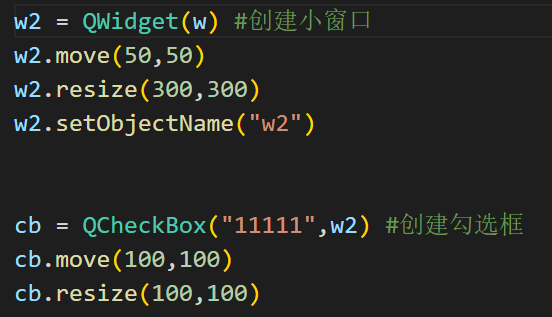 w2 = QWidget(w) #创建小窗口
w2.move(50,50)
w2.resize(300,300)
w2.setObjectName("w2")
cb = QCheckBox("11111",w2) #创建勾选框
cb.move(100,100)
cb.resize(100,100)